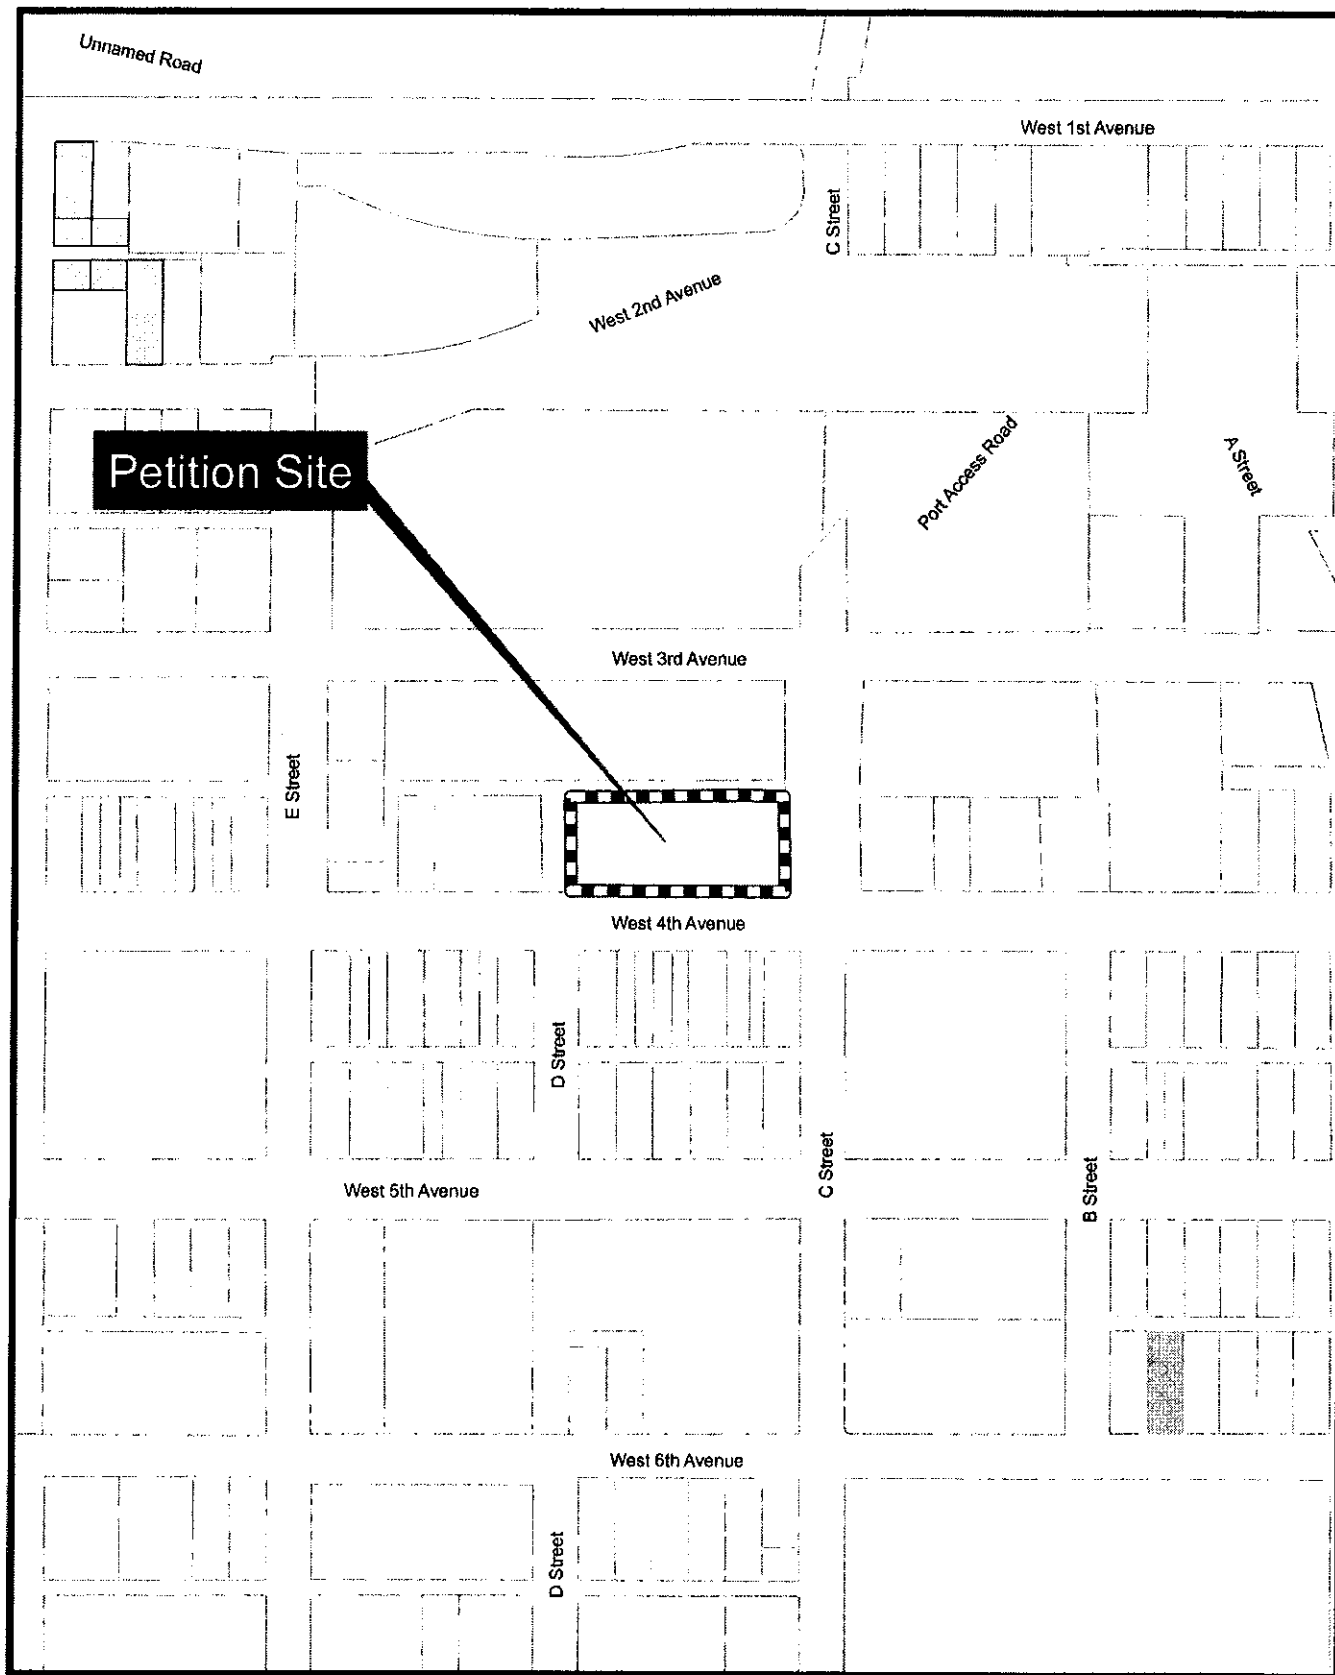 Unnamed Road
West 1st Avenue
C Street
West 2nd Avenue
Port Access Road
A Street
Petition Site
West 3rd Avenue
E Street
West 4th Avenue
D Street
C Street
B Street
West 5th Avenue
West 6th Avenue
D Street